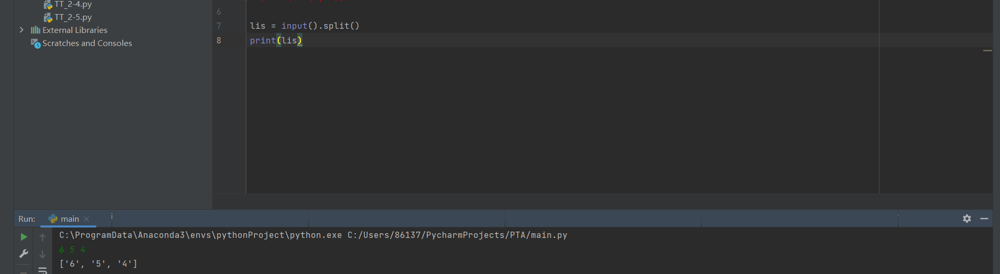 TT_2-4.py
TT_2-5.py
External Libraries
Scratches and Consoles
6
7 lis = input().split()
8 print(lis)
Run: main
C:\ProgramData\Anaconda3\envs\pythonProject\python.exe C:/Users/86137/PycharmProjects/PTA/main.py
6 5 4
['6', '5', '4']